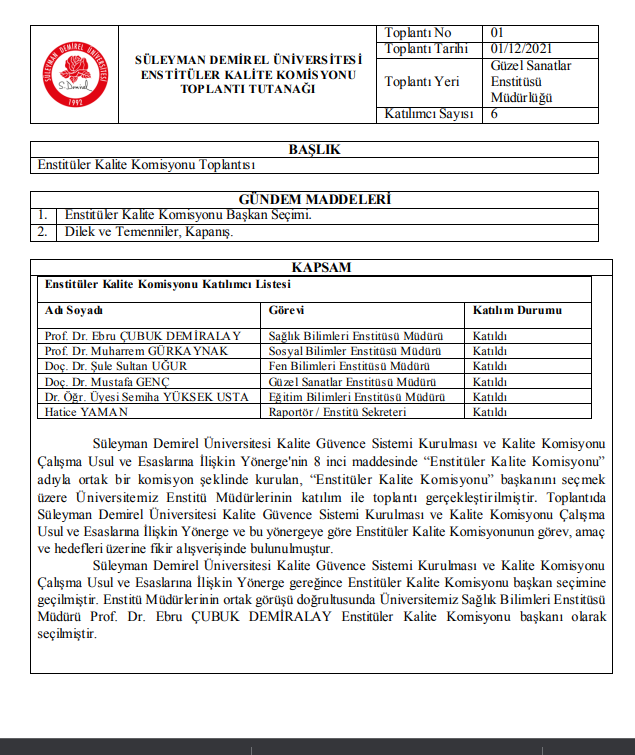 SÜLEYMAN DEMİREL ÜNİVERSİTESİ
S. Demirel
1992
SÜLEYMAN DEMİREL ÜNİVERSİTESİ
ENSTİTÜLER KALİTE KOMİSYONU
TOPLANTI TUTANAĞI
Toplantı No 01
Toplantı Tarihi 01/12/2021
Toplantı Yeri Güzel Sanatlar
Enstitüsü
Müdürlüğü
Katılımcı Sayısı 6
BAŞLIK
Enstitüler Kalite Komisyonu Toplantısı
GÜNDEM MADDELERİ
1. Enstitüler Kalite Komisyonu Başkan Seçimi.
2. Dilek ve Temenniler, Kapanış.
KAPSAM
Enstitüler Kalite Komisyonu Katılımcı Listesi
Adı Soyadı Görevi Katılım Durumu
Prof. Dr. Ebru ÇUBUK DEMİRALAY Sağlık Bilimleri Enstitüsü Müdürü Katıldı
Prof. Dr. Muharrem GÜRKAYNAK Sosyal Bilimler Enstitüsü Müdürü Katıldı
Doç. Dr. Şule Sultan UĞUR Fen Bilimleri Enstitüsü Müdürü Katıldı
Doç. Dr. Mustafa GENÇ Güzel Sanatlar Enstitüsü Müdürü Katıldı
Dr. Öğr. Üyesi Semiha YÜKSEK USTA Eğitim Bilimleri Enstitüsü Müdürü Katıldı
Hatice YAMAN Raportör / Enstitü Sekreteri Katıldı
Süleyman Demirel Üniversitesi Kalite Güvence Sistemi Kurulması ve Kalite Komisyonu
Çalışma Usul ve Esaslarına İlişkin Yönerge'nin 8 inci maddesinde “Enstitüler Kalite Komisyonu”
adıyla ortak bir komisyon şeklinde kurulan, “Enstitüler Kalite Komisyonu” başkanını seçmek
üzere Üniversitemiz Enstitü Müdürlerinin katılım ile toplantı gerçekleştirilmiştir. Toplantıda
Süleyman Demirel Üniversitesi Kalite Güvence Sistemi Kurulması ve Kalite Komisyonu Çalışma
Usul ve Esaslarına İlişkin Yönerge ve bu yönergeye göre Enstitüler Kalite Komisyonunun görev, amaç
ve hedefleri üzerine fikir alışverişinde bulunulmuştur.
Süleyman Demirel Üniversitesi Kalite Güvence Sistemi Kurulması ve Kalite Komisyonu
Çalışma Usul ve Esaslarına İlişkin Yönerge gereğince Enstitüler Kalite Komisyonu başkan seçimine
geçilmiştir. Enstitü Müdürlerinin ortak görüşü doğrultusunda Üniversitemiz Sağlık Bilimleri Enstitüsü
Müdürü Prof. Dr. Ebru ÇUBUK DEMİRALAY Enstitüler Kalite Komisyonu başkanı olarak
seçilmiştir.